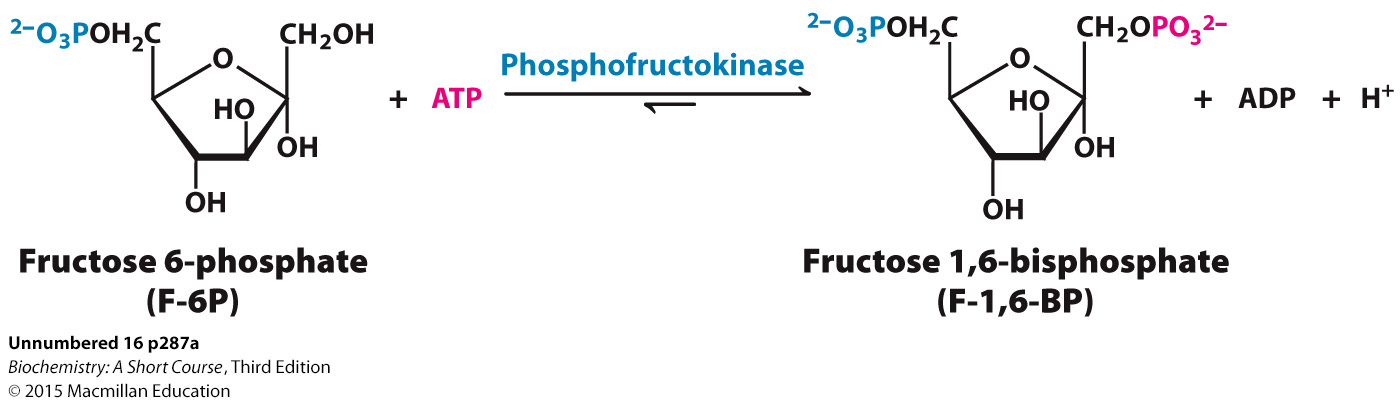 ²⁻O₃POH₂C
O
CH₂OH
HO
OH
OH
+ ATP
Phosphofructokinase
²⁻O₃POH₂C
O
CH₂OPO₃²⁻
HO
OH
OH
+ ADP + H⁺
Fructose 6-phosphate
(F-6P)
Fructose 1,6-bisphosphate
(F-1,6-BP)
Unnumbered 16 p287a
Biochemistry: A Short Course, Third Edition
© 2015 Macmillan Education